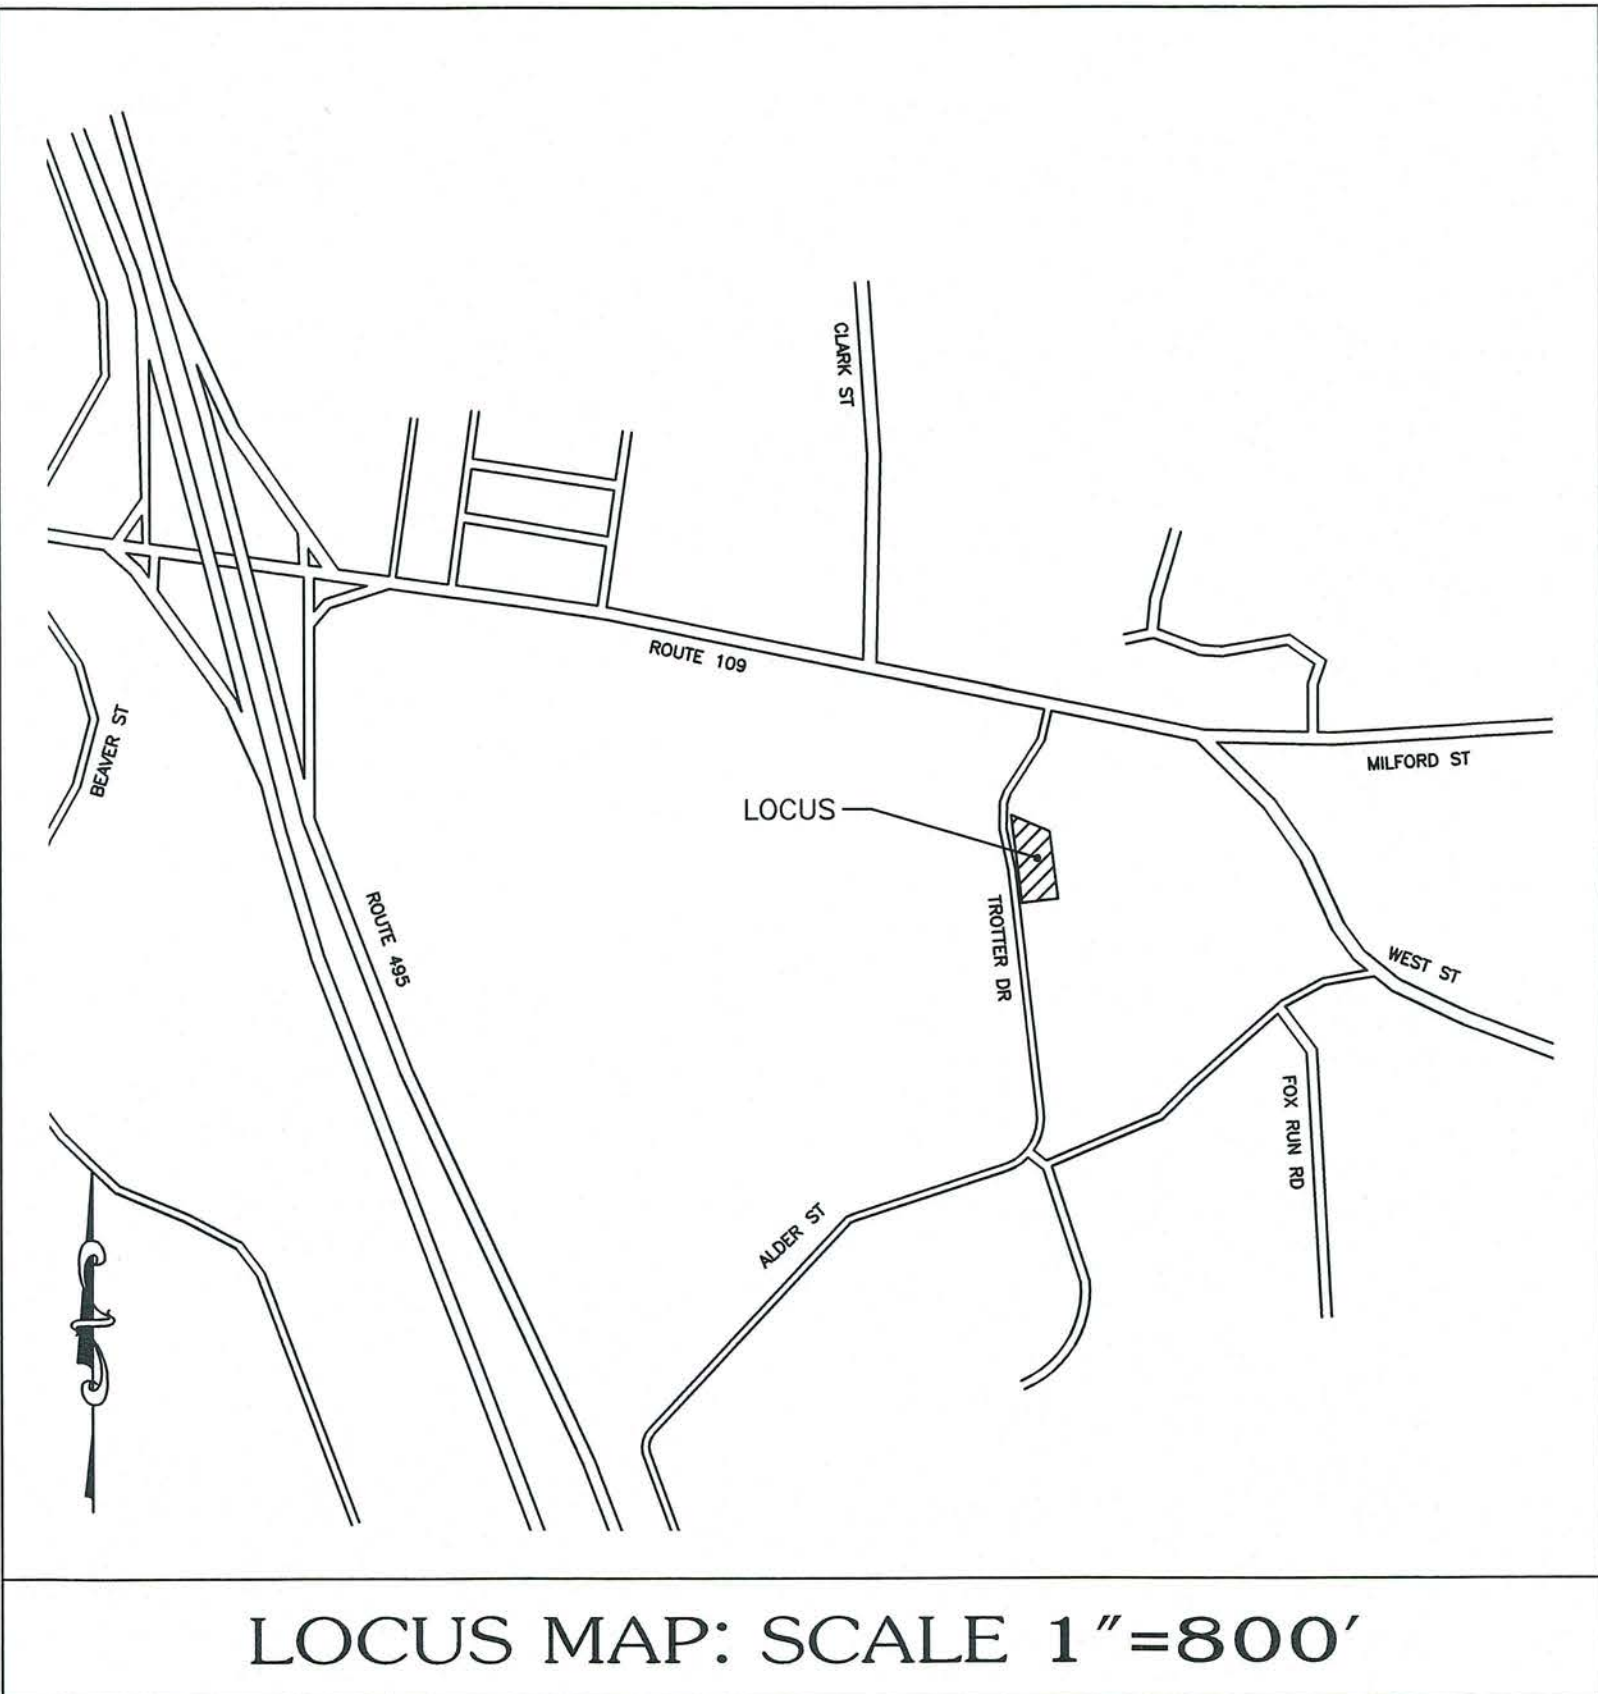 CLARK ST
ROUTE 109
BEAVER ST
MILFORD ST
LOCUS
ROUTE 495
TROTTER DR
WEST ST
FOX RUN RD
ALDER ST
LOCUS MAP: SCALE 1"=800'